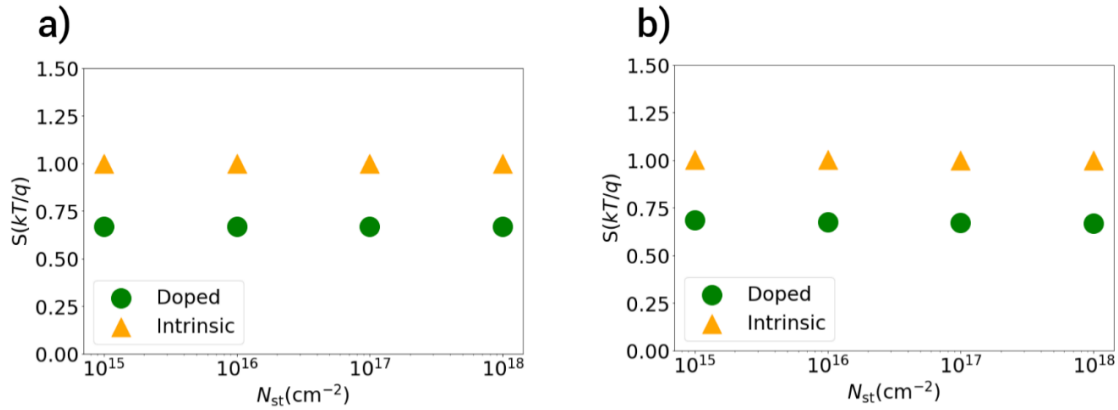 a)
1.50
1.25
1.00
0.75
0.50
0.25
0.00
S(kT/q)
Doped
Intrinsic
10^15 10^16 10^17 10^18
N_st(cm^−2)
b)
1.50
1.25
1.00
0.75
0.50
0.25
0.00
S(kT/q)
Doped
Intrinsic
10^15 10^16 10^17 10^18
N_st(cm^−2)